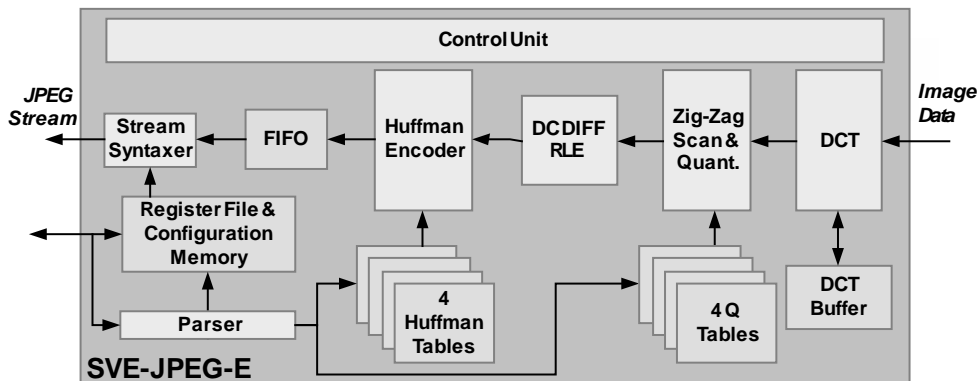 Control Unit
JPEG
Stream
Stream
Syntaxer
FIFO
Huffman
Encoder
DC DIFF
RLE
Zig-Zag
Scan &
Quant.
DCT
Image
Data
Register File &
Configuration
Memory
Parser
4
Huffman
Tables
4 Q
Tables
DCT
Buffer
SVE-JPEG-E